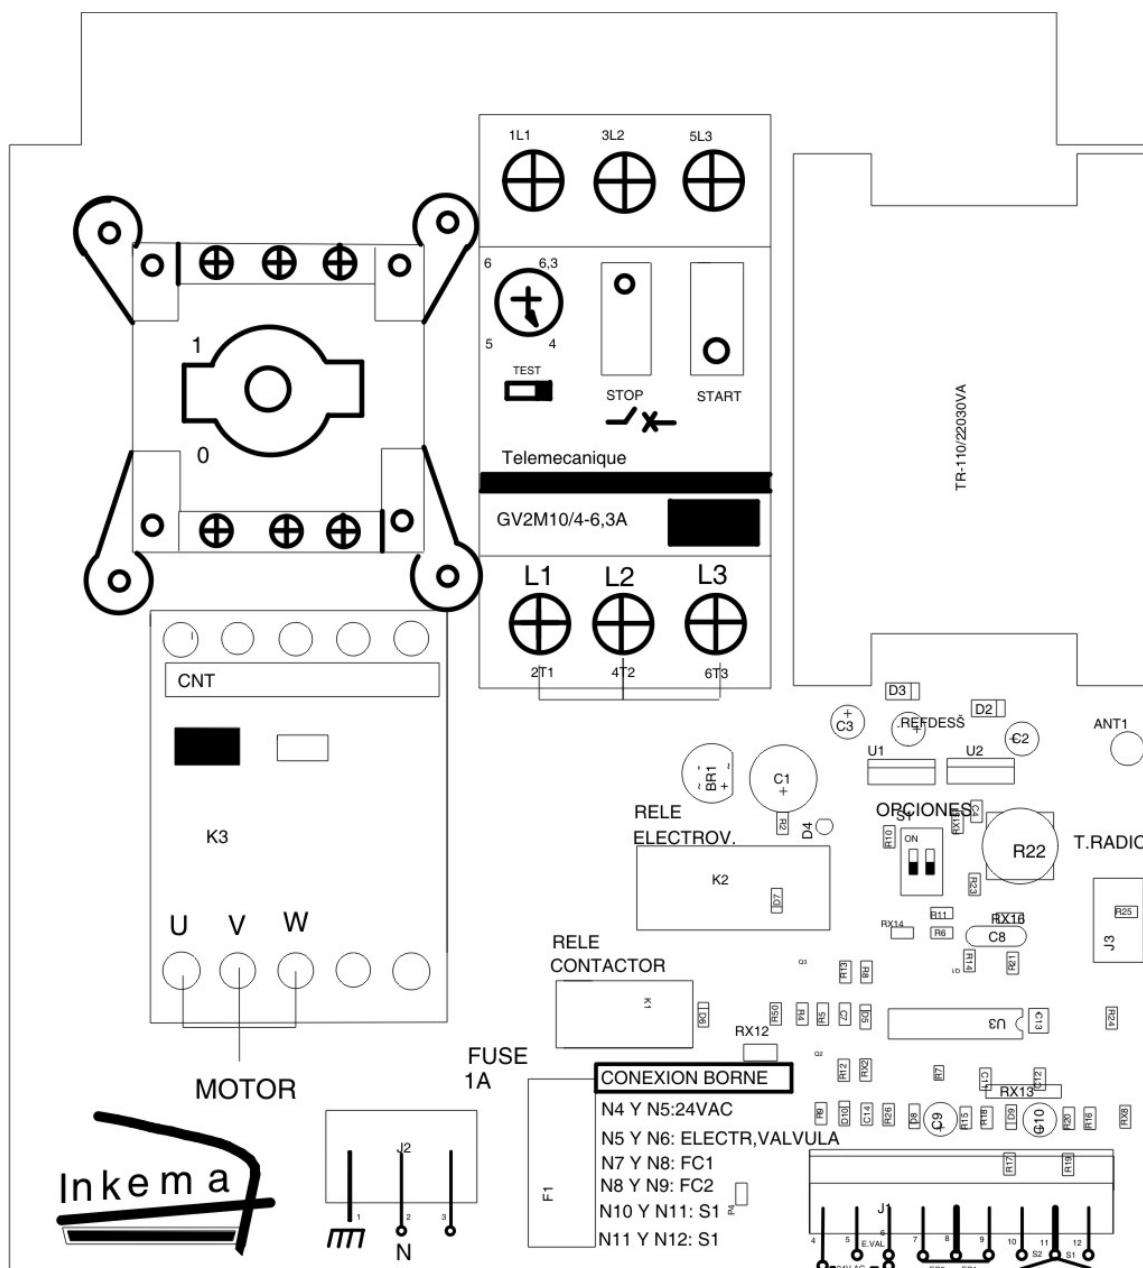 1L1 3L2 5L3
6 6,3
1
5 4
TEST
STOP START
0
Telemecanique
GV2M10/4-6,3A
TR-110/22030VA
L1 L2 L3
2T1 4T2 6T3
CNT
K3
U V W
MOTOR
D3
D2
C3 .REFDESŠ C2 ANT1
U1 U2
BR1 C1
~ - + ~
+
RELE
ELECTROV.
K2
R2 D4
D7
OPCIONES
S1
ON
R10 C4
R22 T.RADIO
R23
RX14 R11 R6
C8
R14 R21
J3 R25
RELE
CONTACTOR
K1
D6
RX12
Q3 R13 R8
R4 C7 D5
U3 C13 R24
Q2 R12 RX2 R7 C12
RX13
R9 D10 C14 R26 D8 C9 R15 R18 D9 R20 R16 RX8
R17 R19
FUSE
1A
F1
CONEXION BORNE
N4 Y N5:24VAC
N5 Y N6: ELECTR,VALVULA
N7 Y N8: FC1
N8 Y N9: FC2
N10 Y N11: S1
N11 Y N12: S1
Inkema
J2
1 2 3
N
J1
4 5 6 7 8 9 10 11 12
E.VAL S2 S1